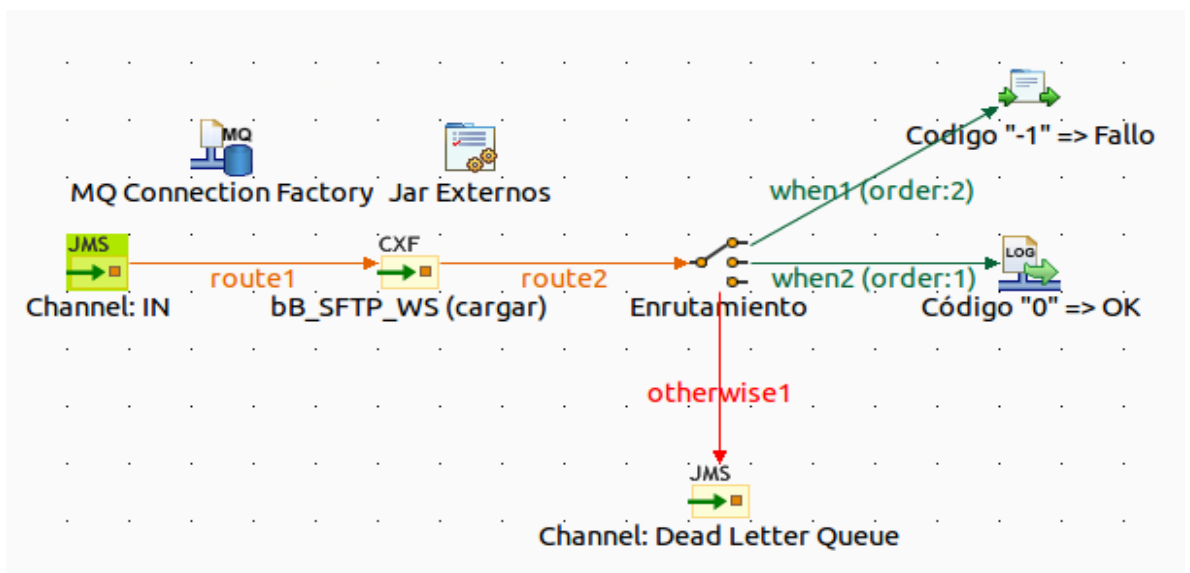 MQ
Codigo "-1" => Fallo
MQ Connection Factory
Jar Externos
when1 (order:2)
JMS
CXF
LOG
route1
route2
when2 (order:1)
Channel: IN
bB_SFTP_WS (cargar)
Enrutamiento
Código "0" => OK
otherwise1
JMS
Channel: Dead Letter Queue